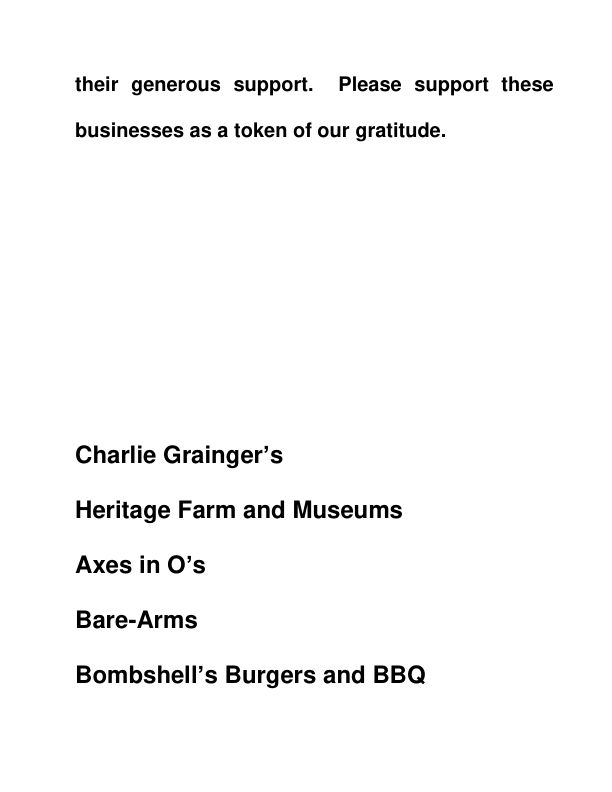 their generous support. Please support these
businesses as a token of our gratitude.
Charlie Grainger’s
Heritage Farm and Museums
Axes in O’s
Bare-Arms
Bombshell’s Burgers and BBQ